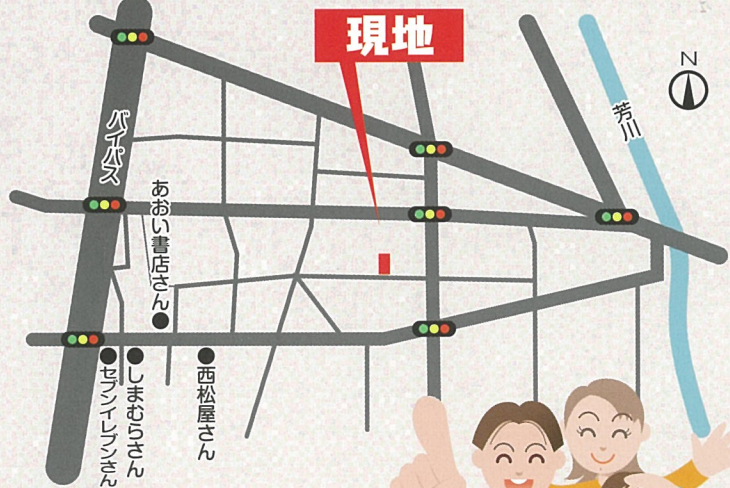 現地
N
芳川
バイパス
あおい書店さん
西松屋さん
しまむらさん
セブンイレブンさん